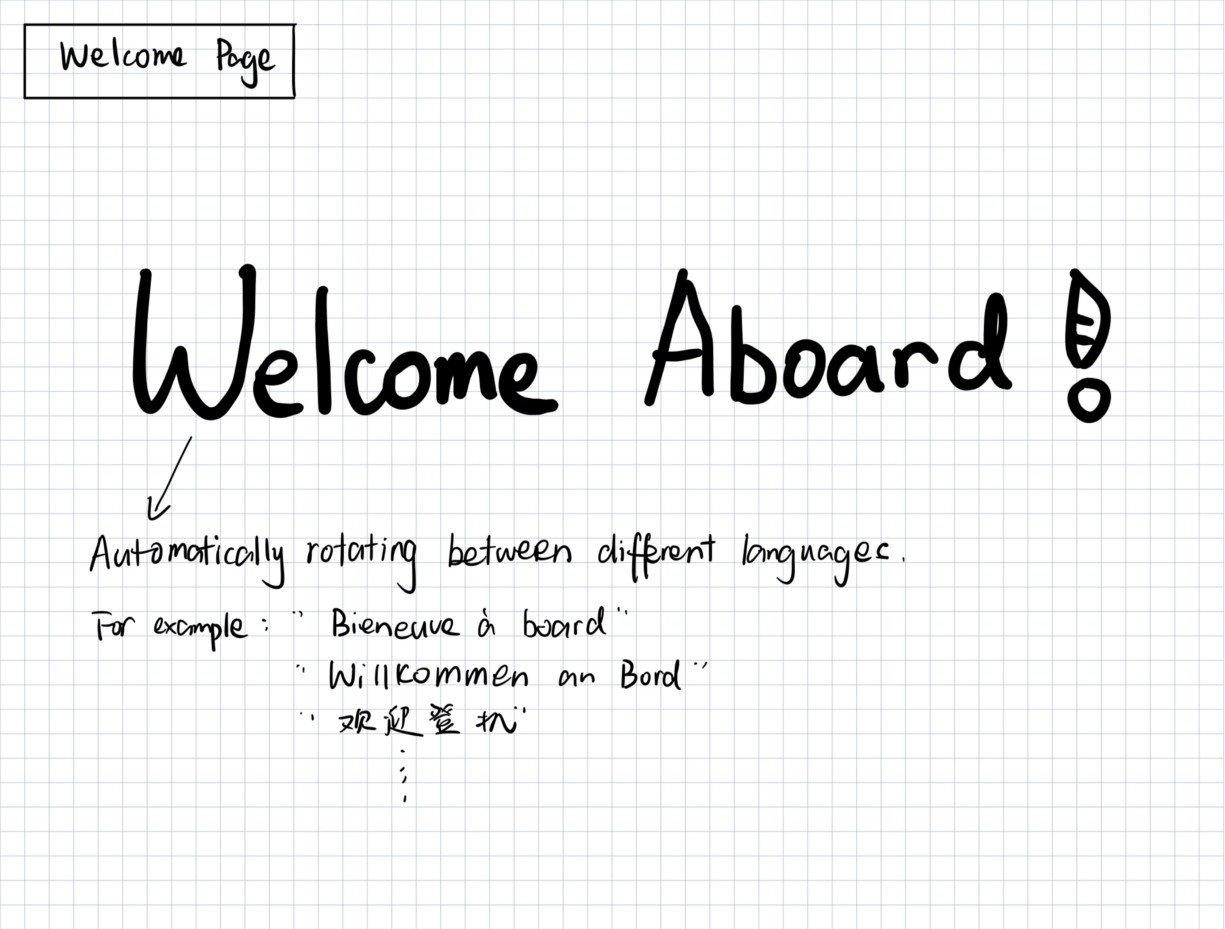 Welcome Page
Welcome Aboard!
Automatically rotating between different languages.
For example: "Bieneuve à board"
"Willkommen an Bord"
"欢迎登机"